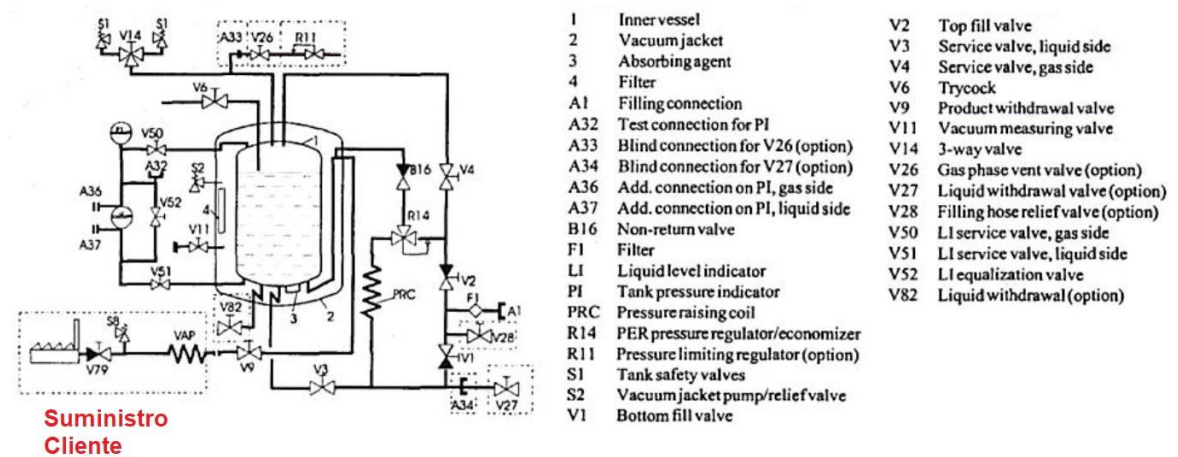 S1
V14
S1
A33
V26
R11
V6
V50
A32
A36
V52
A37
V51
S2
4
V11
1
B16
V4
R14
PRC
V2
F1
A1
V28
V1
V82
3
2
S8
VAP
V79
V9
V3
A34
V27
Suministro
Cliente
1 Inner vessel
2 Vacuum jacket
3 Absorbing agent
4 Filter
A1 Filling connection
A32 Test connection for PI
A33 Blind connection for V26 (option)
A34 Blind connection for V27 (option)
A36 Add. connection on PI, gas side
A37 Add. connection on PI, liquid side
B16 Non-return valve
F1 Filter
LI Liquid level indicator
PI Tank pressure indicator
PRC Pressure raising coil
R14 PER pressure regulator/economizer
R11 Pressure limiting regulator (option)
S1 Tank safety valves
S2 Vacuum jacket pump/relief valve
V1 Bottom fill valve
V2 Top fill valve
V3 Service valve, liquid side
V4 Service valve, gas side
V6 Trycock
V9 Product withdrawal valve
V11 Vacuum measuring valve
V14 3-way valve
V26 Gas phase vent valve (option)
V27 Liquid withdrawal valve (option)
V28 Filling hose relief valve (option)
V50 LI service valve, gas side
V51 LI service valve, liquid side
V52 LI equalization valve
V82 Liquid withdrawal (option)